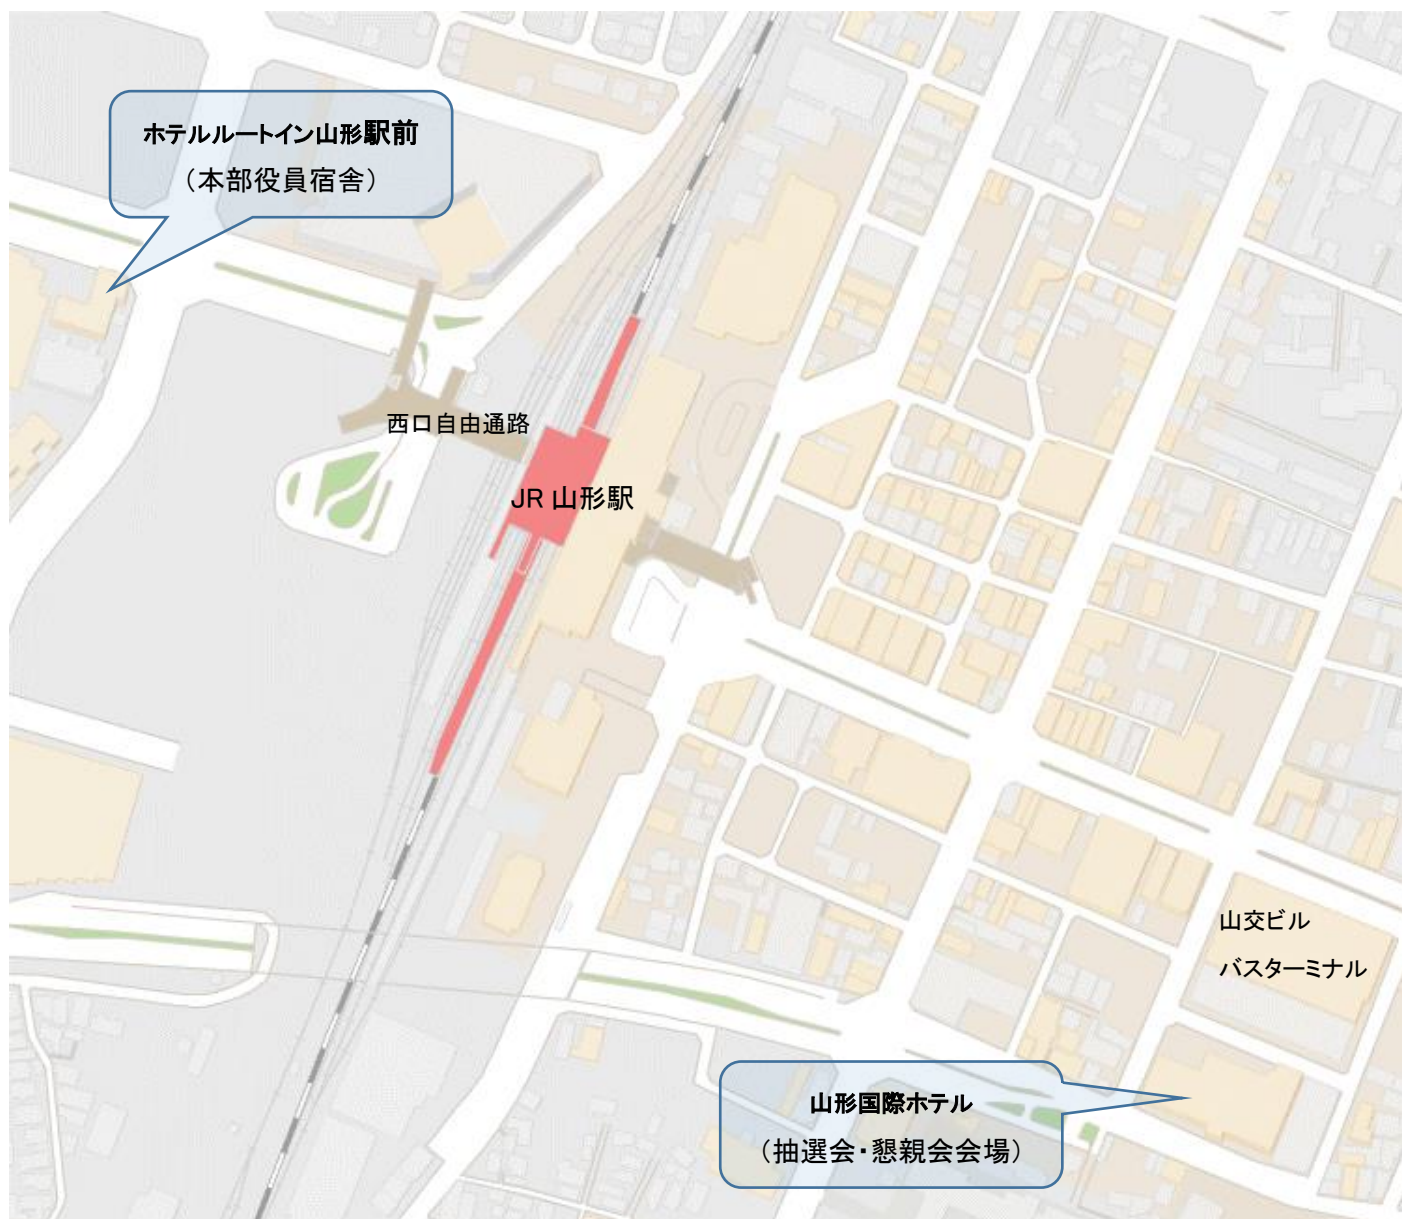 ホテルルートイン山形駅前
（本部役員宿舎）
西口自由通路
JR 山形駅
山交ビル
バスターミナル
山形国際ホテル
（抽選会・懇親会会場）